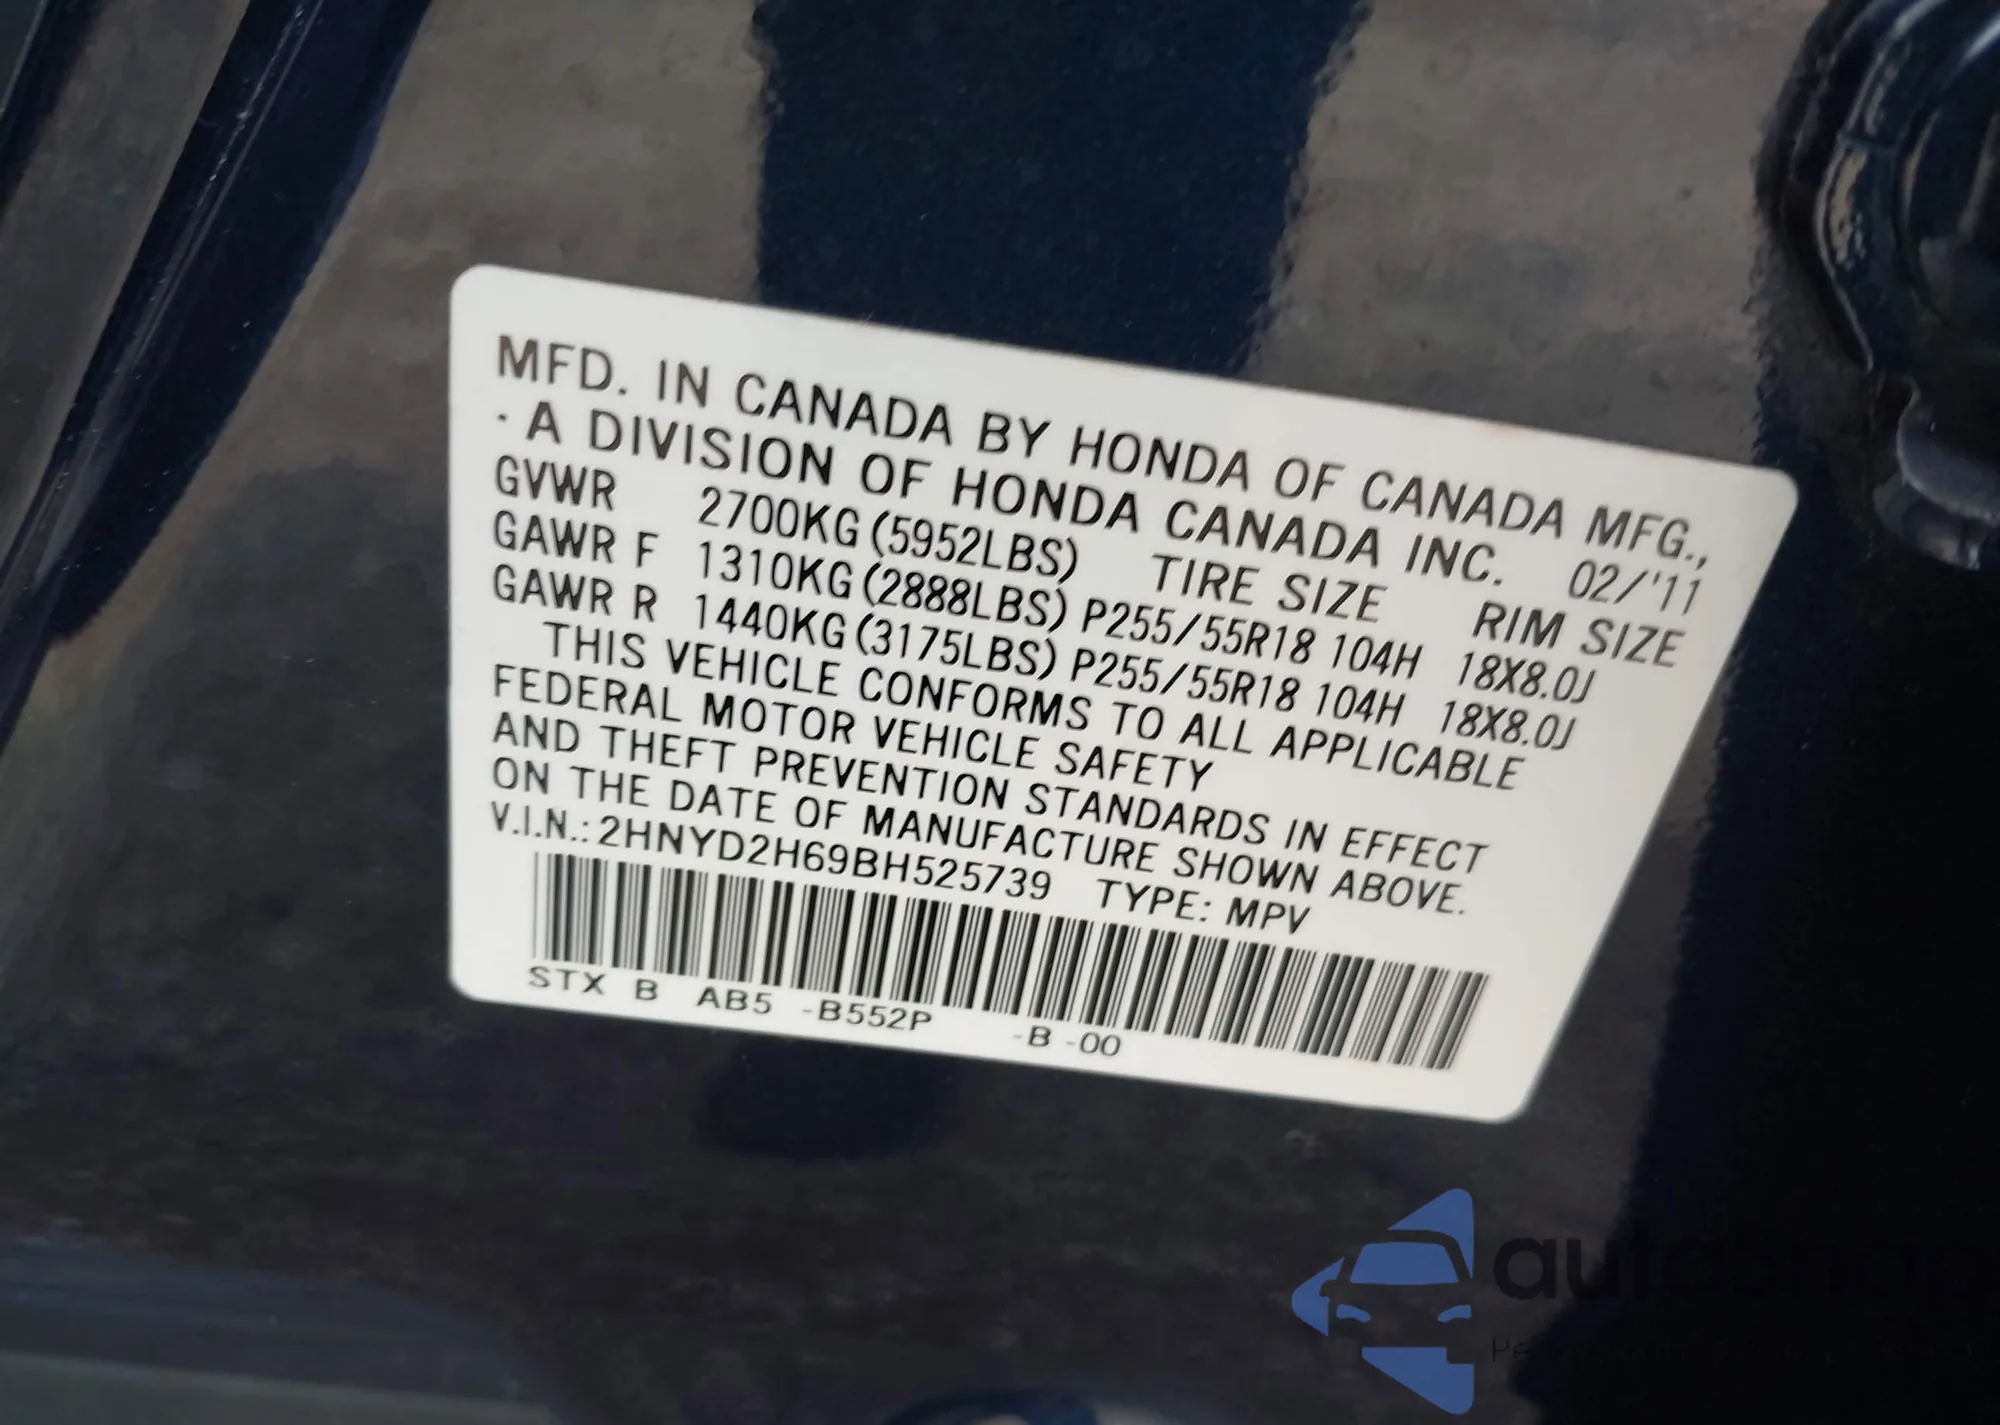 MFD. IN CANADA BY HONDA OF CANADA MFG.,
· A DIVISION OF HONDA CANADA INC. 02/'11
GVWR 2700KG (5952LBS) TIRE SIZE RIM SIZE
GAWR F 1310KG (2888LBS) P255/55R18 104H 18X8.0J
GAWR R 1440KG (3175LBS) P255/55R18 104H 18X8.0J
THIS VEHICLE CONFORMS TO ALL APPLICABLE
FEDERAL MOTOR VEHICLE SAFETY
AND THEFT PREVENTION STANDARDS IN EFFECT
ON THE DATE OF MANUFACTURE SHOWN ABOVE.
V.I.N.: 2HNYD2H69BH525739 TYPE: MPV
STX B AB5 -B552P -B -00